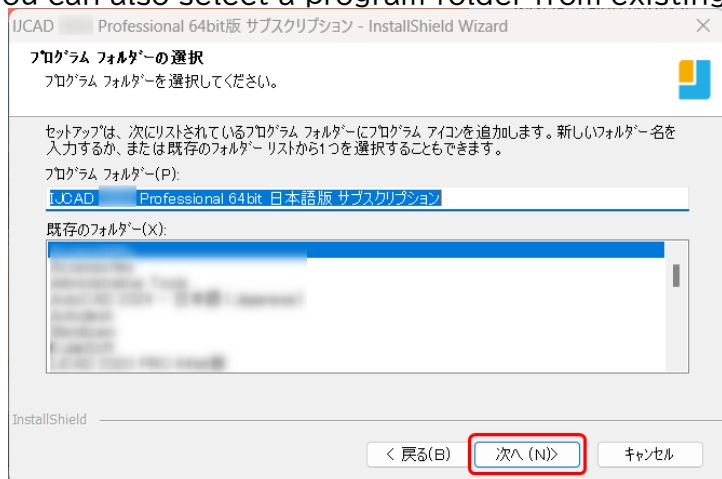 ou can also select a program folder from existing
IJCAD Professional 64bit版 サブスクリプション - InstallShield Wizard
プログラム フォルダーの選択
プログラム フォルダーを選択してください。
セットアップは、次にリストされているプログラム フォルダーにプログラム アイコンを追加します。新しいフォルダー名を
入力するか、または既存のフォルダー リストから1つを選択することもできます。
プログラム フォルダー(P):
IJCAD Professional 64bit 日本語版 サブスクリプション
既存のフォルダー(X):
InstallShield
< 戻る(B) 次へ (N)> キャンセル